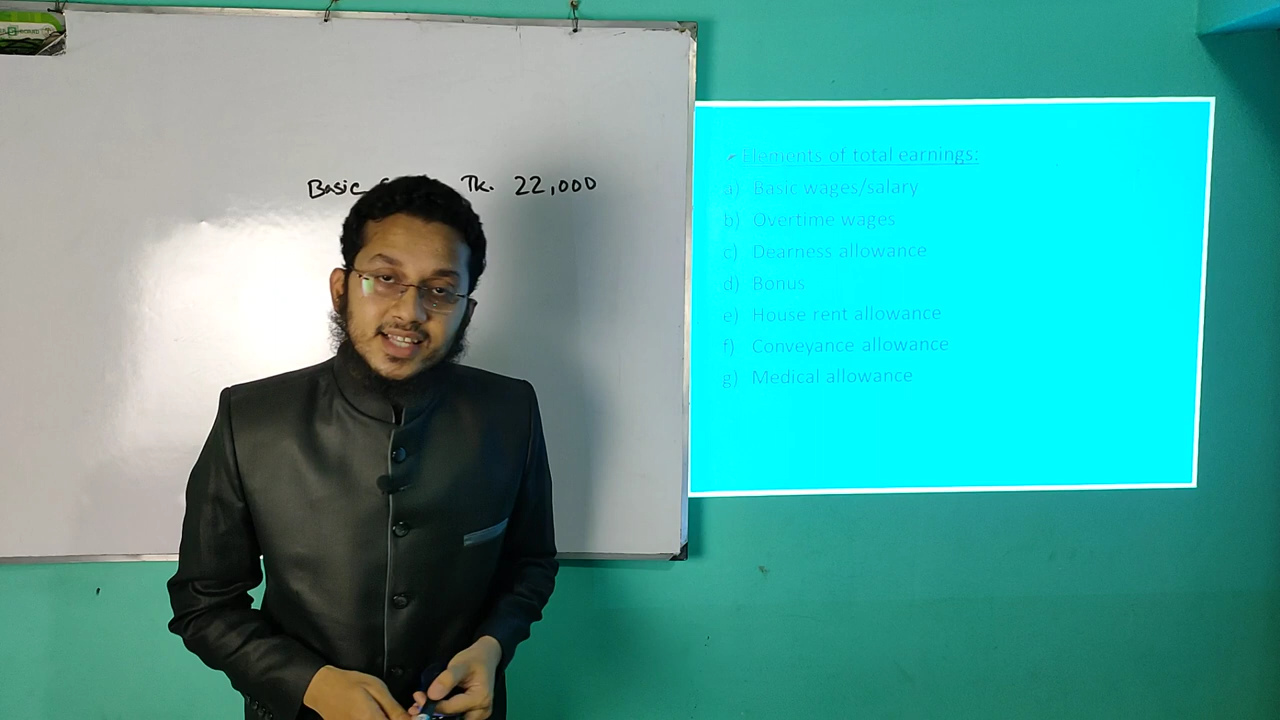 Basic Tk. 22,000
Elements of total earnings:
a) Basic wages/salary
b) Overtime wages
c) Dearness allowance
d) Bonus
e) House rent allowance
f) Conveyance allowance
g) Medical allowance